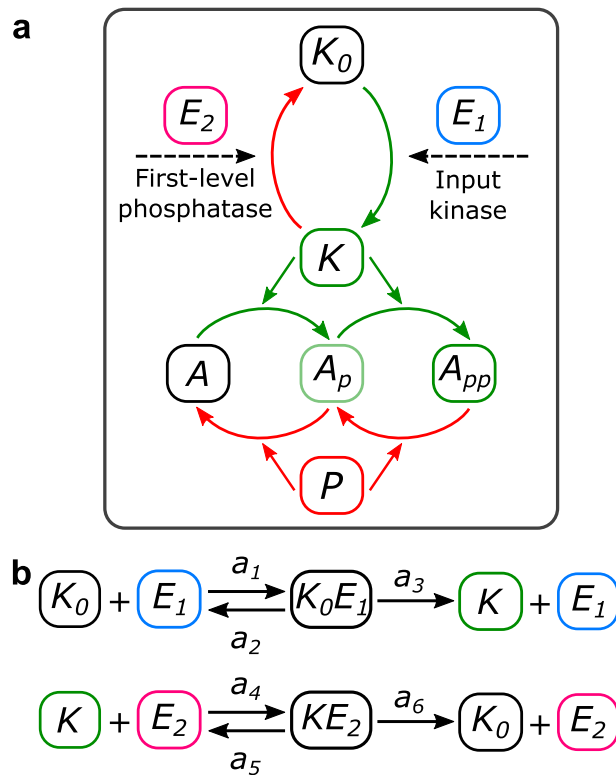 a
K₀
E₂
E₁
First-level
phosphatase
Input
kinase
K
A
Aₚ
Aₚₚ
P
b
K₀ + E₁ a₁ a₂ K₀E₁ a₃ K + E₁
K + E₂ a₄ a₅ KE₂ a₆ K₀ + E₂